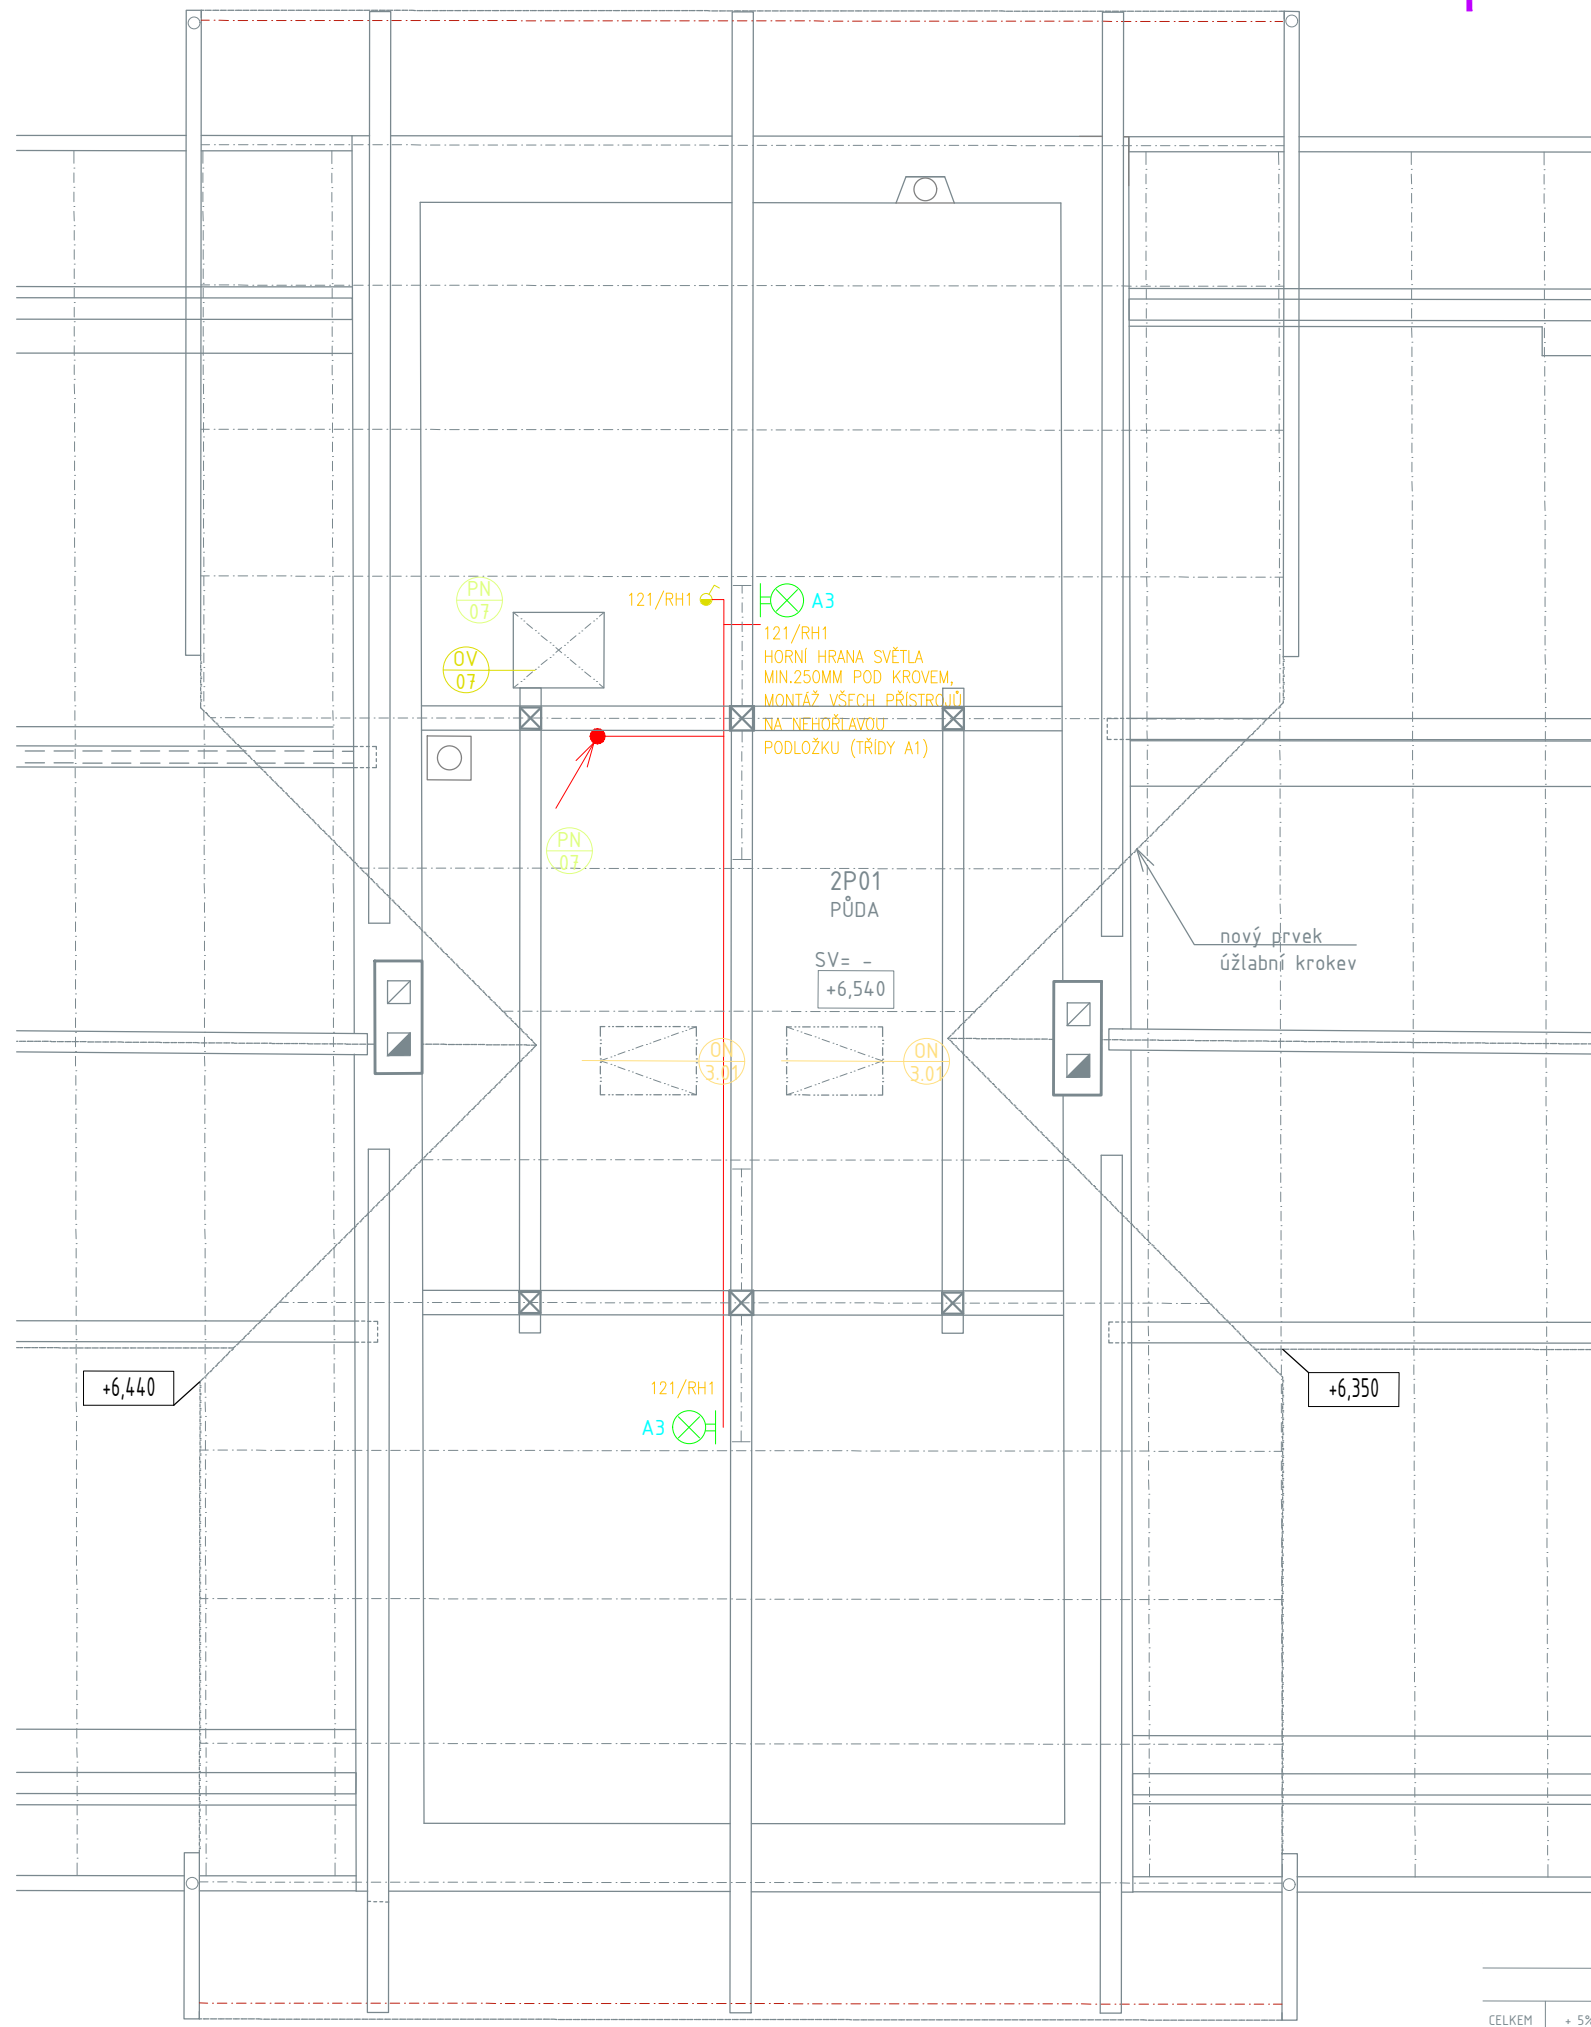 PN
07
121/RH1
A3
OV
07
121/RH1
HORNÍ HRANA SVĚTLA
MIN.250MM POD KROVEM,
MONTÁŽ VŠECH PŘÍSTROJŮ
NA NEHOŘLAVOU
PODLOŽKU (TŘÍDY A1)
PN
07
2P01
PŮDA
SV= -
+6,540
nový prvek
úžlabní krokev
ON
3.01
ON
3.01
+6,440
+6,350
121/RH1
A3
CELKEM + 5%